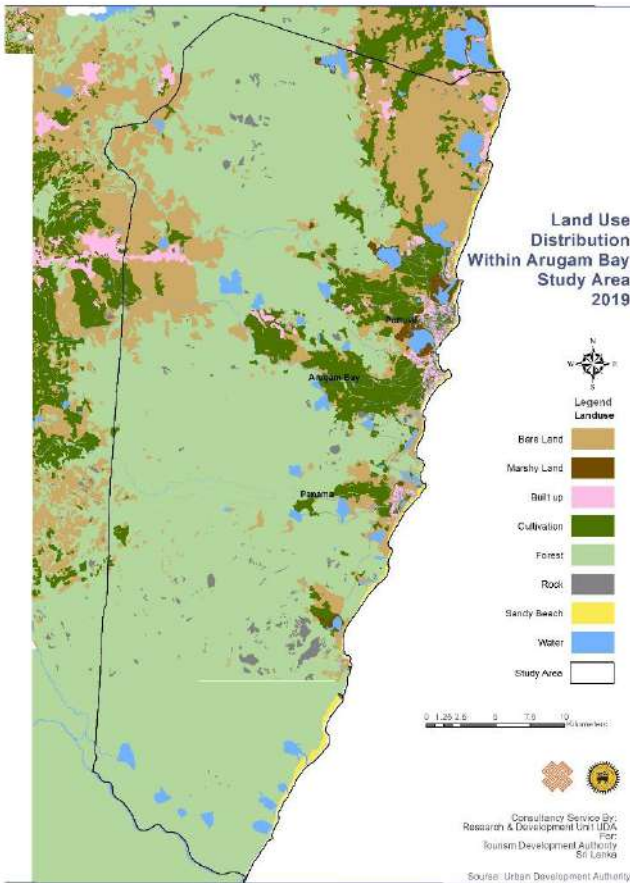 Land Use
Distribution
Within Arugam Bay
Study Area
2019
N
W
E
S
Legend
Landuse
Bare Land
Marshy Land
Built up
Cultivation
Forest
Rock
Sandy Beach
Water
Study Area
Arugam Bay
Panama
0 1.25 2.5 5 7.5 10
Kilometers
Consultancy Service By:
Research & Development Unit UDA
For:
Tourism Development Authority
Sri Lanka
Source: Urban Development Authority